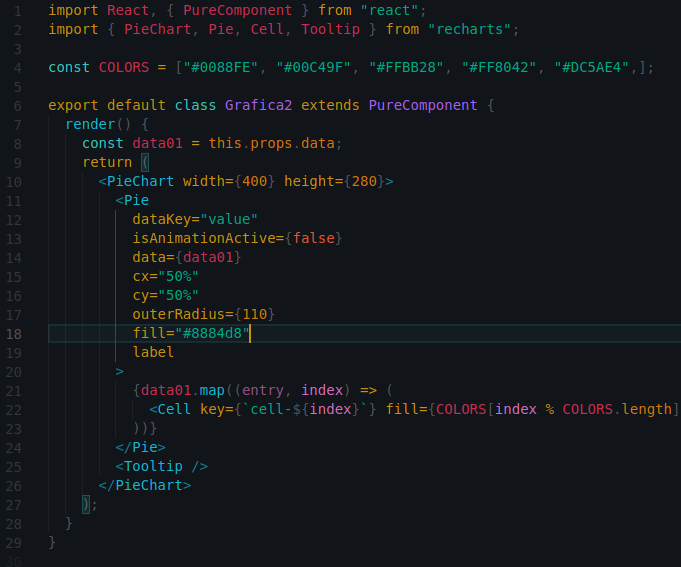 1 import React, { PureComponent } from "react";
2 import { PieChart, Pie, Cell, Tooltip } from "recharts";
3
4 const COLORS = ["#0088FE", "#00C49F", "#FFBB28", "#FF8042", "#DC5AE4",];
5
6 export default class Grafica2 extends PureComponent {
7 render() {
8 const data01 = this.props.data;
9 return (
10 <PieChart width={400} height={280}>
11 <Pie
12 dataKey="value"
13 isAnimationActive={false}
14 data={data01}
15 cx="50%"
16 cy="50%"
17 outerRadius={110}
18 fill="#8884d8"
19 label
20 >
21 {data01.map((entry, index) => (
22 <Cell key={`cell-${index}`} fill={COLORS[index % COLORS.length]
23 ))}
24 </Pie>
25 <Tooltip />
26 </PieChart>
27 );
28 }
29 }
30